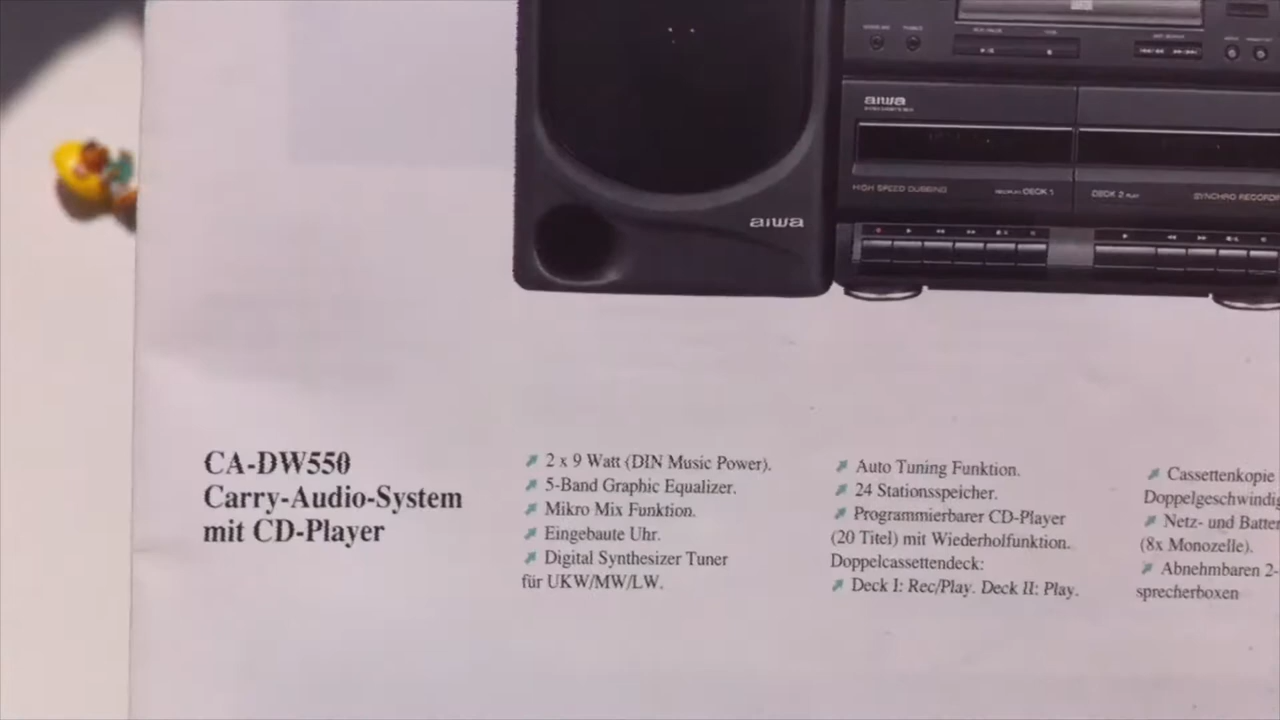 aiwa
HIGH SPEED DUBBING
DECK 1
DECK 2 PLAY
aiwa
CA-DW550
Carry-Audio-System
mit CD-Player
2 x 9 Watt (DIN Music Power).
5-Band Graphic Equalizer.
Mikro Mix Funktion.
Eingebaute Uhr.
Digital Synthesizer Tuner
für UKW/MW/LW.
Auto Tuning Funktion.
24 Stationsspeicher.
Programmierbarer CD-Player
(20 Titel) mit Wiederholfunktion.
Doppelcassettendeck:
Deck I: Rec/Play. Deck II: Play.
Cassettenkopie
Doppelgeschwindig
Netz- und Batter
(8x Monozelle).
Abnehmbaren 2-
sprecherboxen